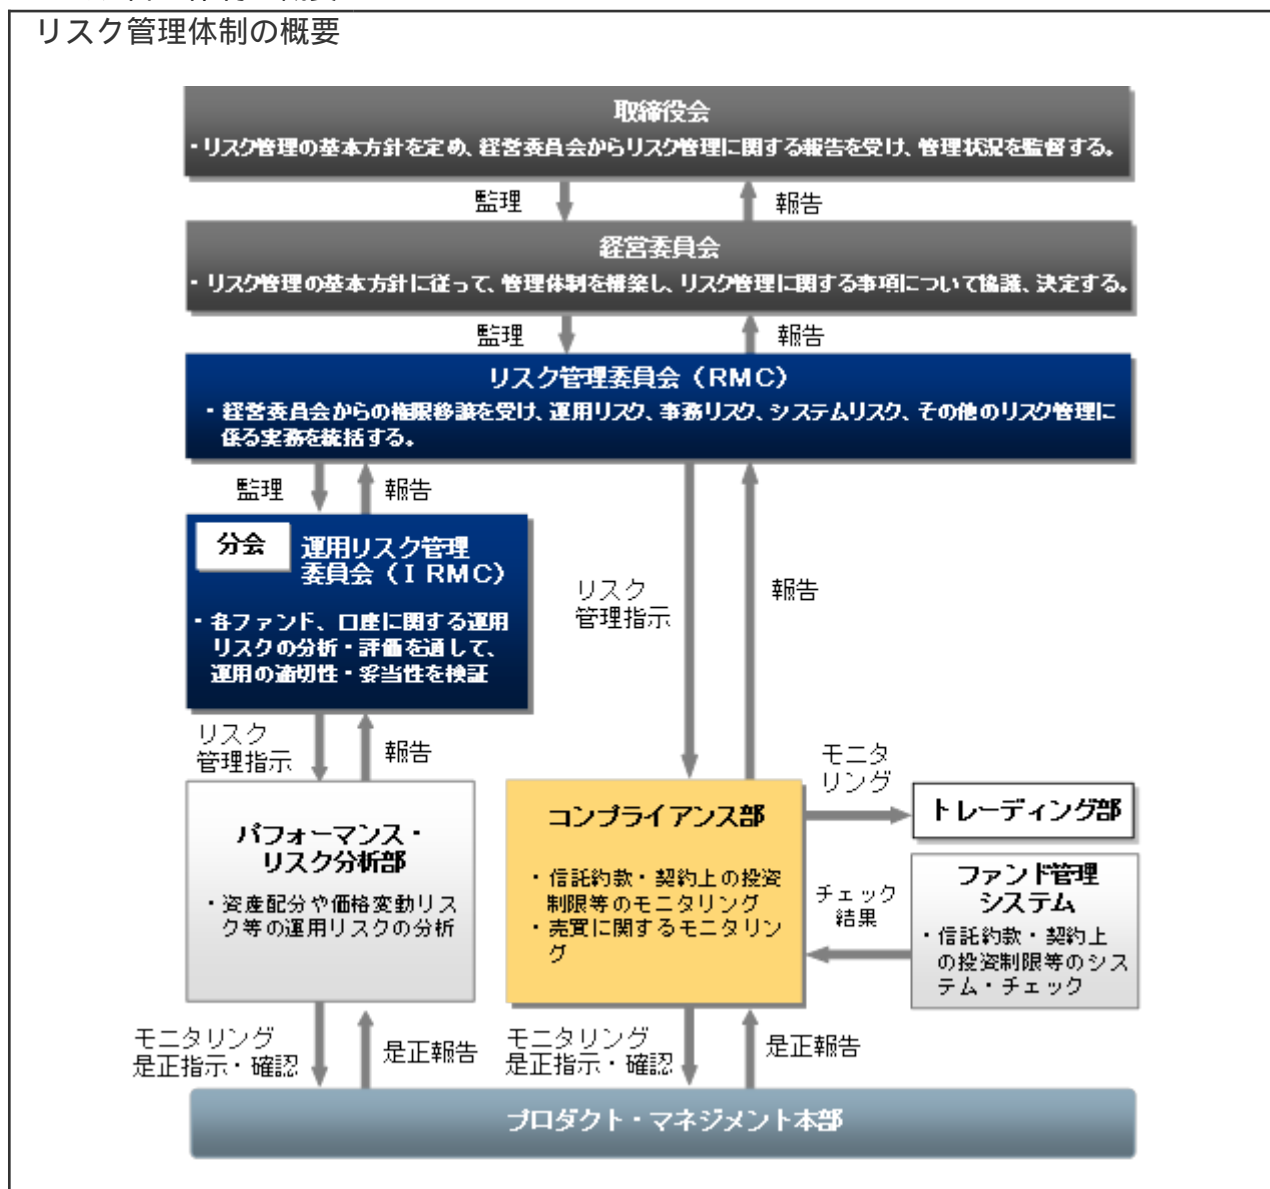 リスク管理体制の概要
取締役会
・リスク管理の基本方針を定め、経営委員会からリスク管理に関する報告を受け、管理状況を監督する。
監理
報告
経営委員会
・リスク管理の基本方針に従って、管理体制を構築し、リスク管理に関する事項について協議、決定する。
監理
報告
リスク管理委員会（RMC）
・経営委員会からの権限移譲を受け、運用リスク、事務リスク、システムリスク、その他のリスク管理に
係る実務を統括する。
監理
報告
分会
運用リスク管理
委員会（IRMC）
・各ファンド、口座に関する運用
リスクの分析・評価を通して、
運用の適切性・妥当性を検証
リスク
管理指示
報告
リスク
管理指示
報告
パフォーマンス・
リスク分析部
・資産配分や価格変動リス
ク等の運用リスクの分析
コンプライアンス部
・信託約款・契約上の投資
制限等のモニタリング
・売買に関するモニタリン
グ
モニタ
リング
トレーディング部
チェック
結果
ファンド管理
システム
・信託約款・契約上
の投資制限等のシス
テム・チェック
モニタリング
是正指示・確認
是正報告
モニタリング
是正指示・確認
是正報告
プロダクト・マネジメント本部